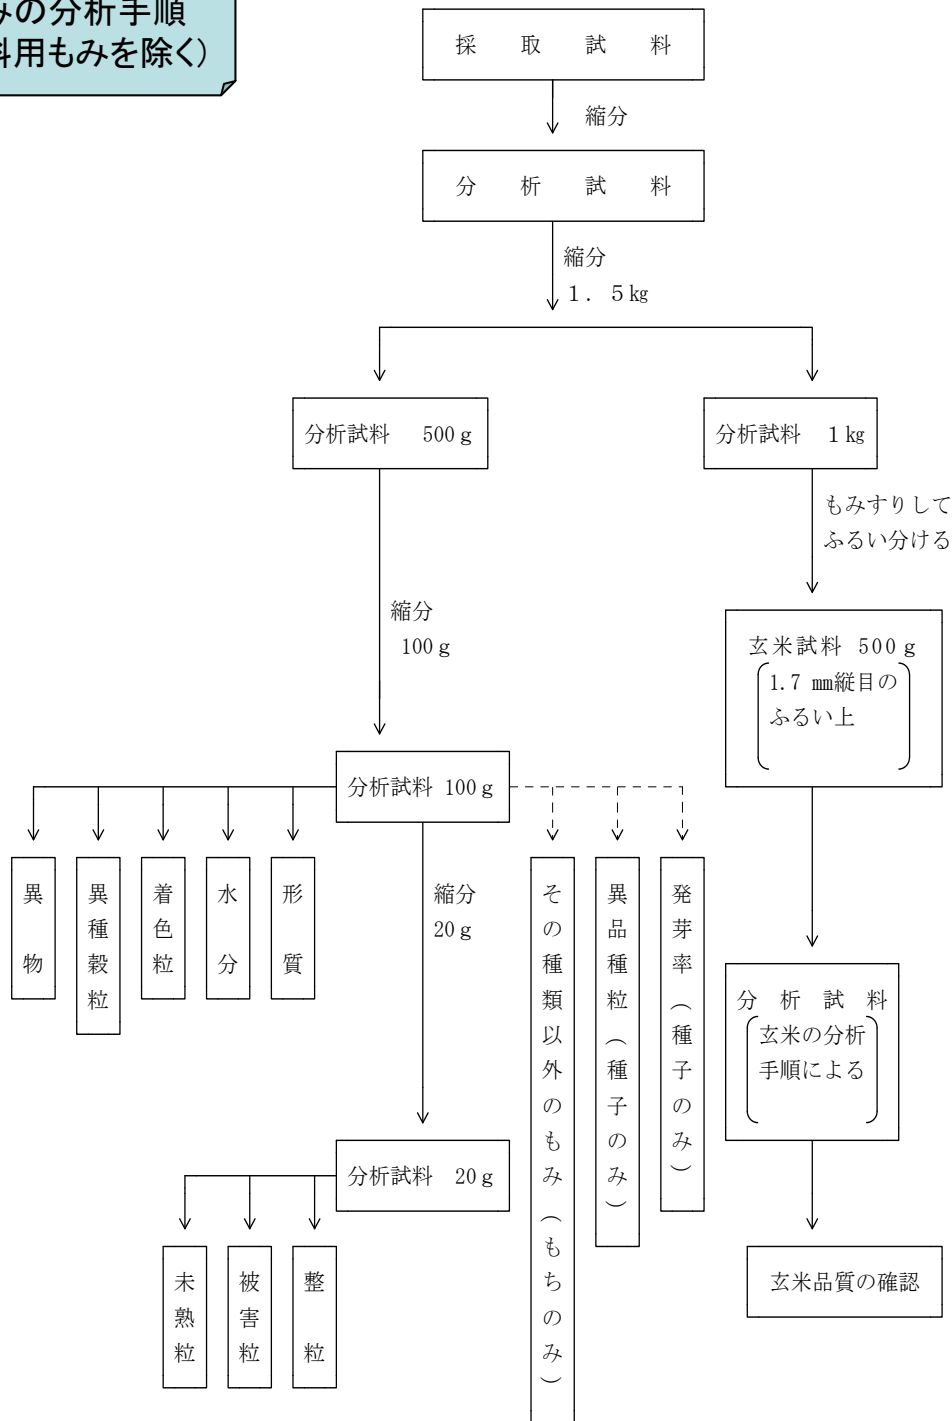 みの分析手順
料用もみを除く)
採取試料
縮分
分析試料
縮分
1．5㎏
分析試料 500ｇ
分析試料 1㎏
もみすりして
ふるい分ける
縮分
100ｇ
玄米試料 500ｇ
1.7 ㎜縦目の
ふるい上
分析試料 100ｇ
異物
異種穀粒
着色粒
水分
形質
縮分
20ｇ
その種類以外のもみ（もちのみ）
異品種粒（種子のみ）
発芽率（種子のみ）
分析試料
玄米の分析
手順による
分析試料 20ｇ
未熟粒
被害粒
整粒
玄米品質の確認